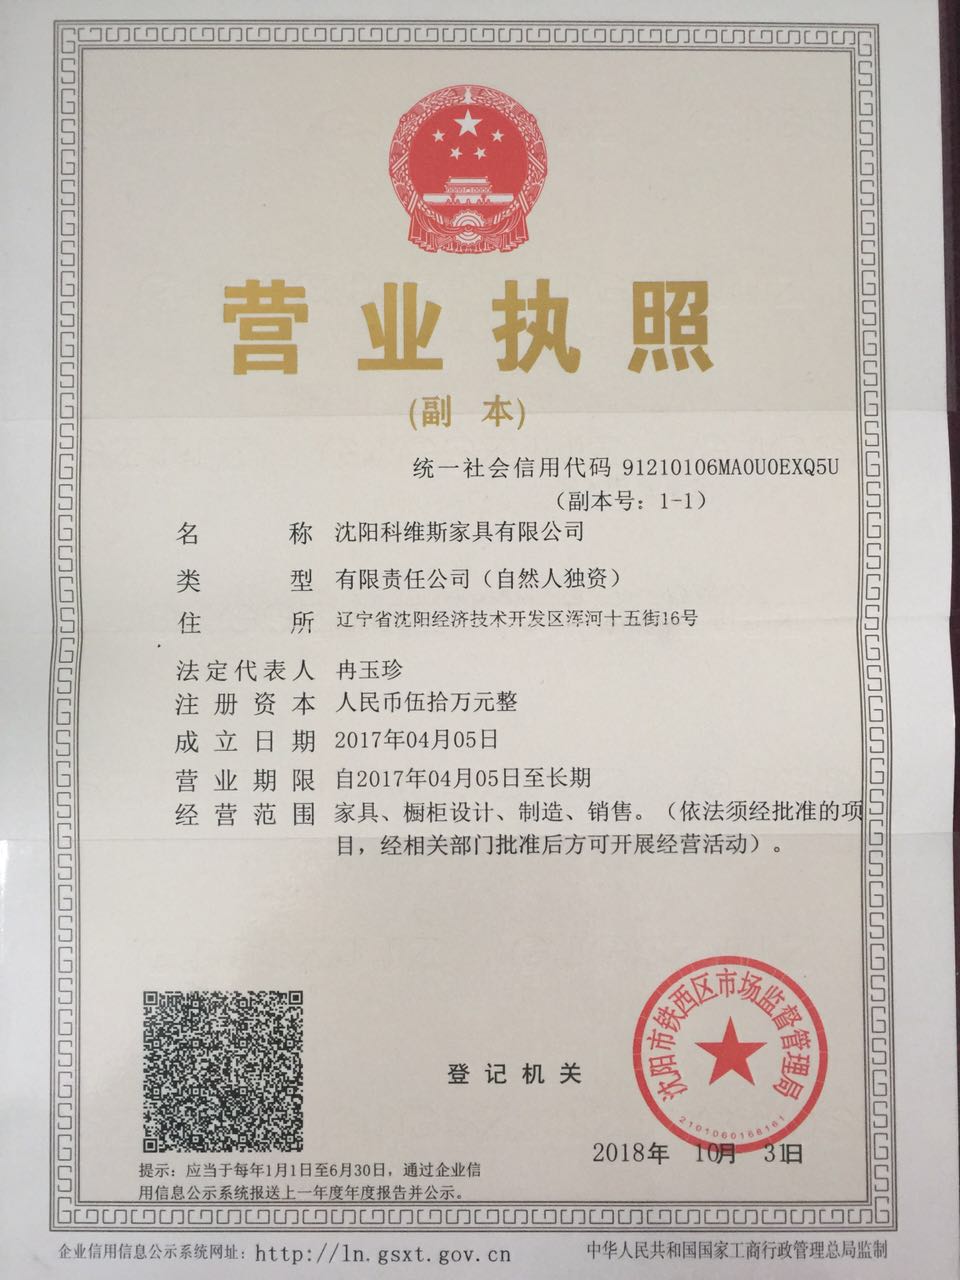 营业执照
(副 本)
统一社会信用代码 91210106MA0U0EXQ5U
（副本号：1-1）
名 称 沈阳科维斯家具有限公司
类 型 有限责任公司（自然人独资）
住 所 辽宁省沈阳经济技术开发区浑河十五街16号
法定代表人 冉玉珍
注册资本 人民币伍拾万元整
成立日期 2017年04月05日
营业期限 自2017年04月05日至长期
经营范围 家具、橱柜设计、制造、销售。（依法须经批准的项
目，经相关部门批准后方可开展经营活动）。
沈阳市铁西区市场监督管理局
2101060168161
登记机关
2018年 10月 31日
提示：应当于每年1月1日至6月30日，通过企业信
用信息公示系统报送上一年度年度报告并公示。
企业信用信息公示系统网址：http://ln.gsxt.gov.cn
中华人民共和国国家工商行政管理总局监制